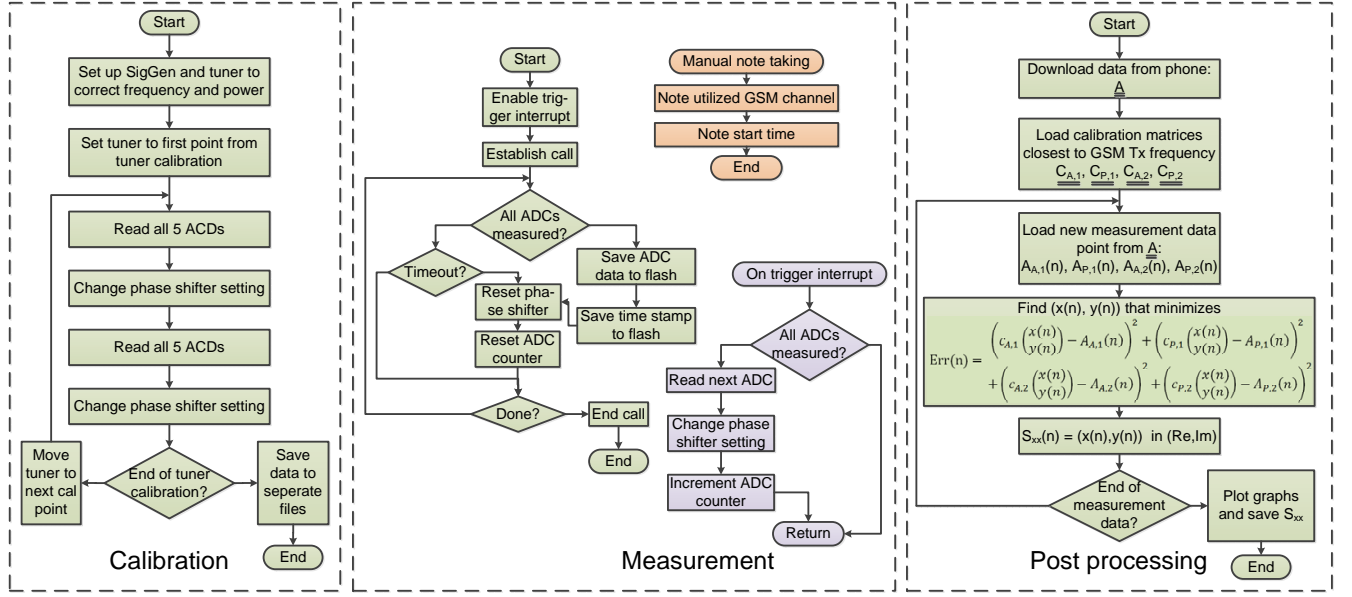 Start
Set up SigGen and tuner to
correct frequency and power
Set tuner to first point from
tuner calibration
Read all 5 ACDs
Change phase shifter setting
Read all 5 ACDs
Change phase shifter setting
End of tuner
calibration?
Move
tuner to
next cal
point
Save
data to
seperate
files
End
Calibration
Start
Enable trig-
ger interrupt
Establish call
All ADCs
measured?
Timeout?
Save ADC
data to flash
Save time stamp
to flash
Reset pha-
se shifter
Reset ADC
counter
Done?
End call
End
Manual note taking
Note utilized GSM channel
Note start time
End
On trigger interrupt
All ADCs
measured?
Read next ADC
Change phase
shifter setting
Increment ADC
counter
Return
Measurement
Start
Download data from phone:
A
Load calibration matrices
closest to GSM Tx frequency
C_A,1, C_P,1, C_A,2, C_P,2
Load new measurement data
point from A:
A_A,1(n), A_P,1(n), A_A,2(n), A_P,2(n)
Find (x(n), y(n)) that minimizes
Err(n) = (c_A,1 (x(n) y(n)) − A_A,1(n))² + (c_P,1 (x(n) y(n)) − A_P,1(n))²
+ (c_A,2 (x(n) y(n)) − A_A,2(n))² + (c_P,2 (x(n) y(n)) − A_P,2(n))²
S_xx(n) = (x(n),y(n)) in (Re,Im)
End of
measurement
data?
Plot graphs
and save S_xx
End
Post processing